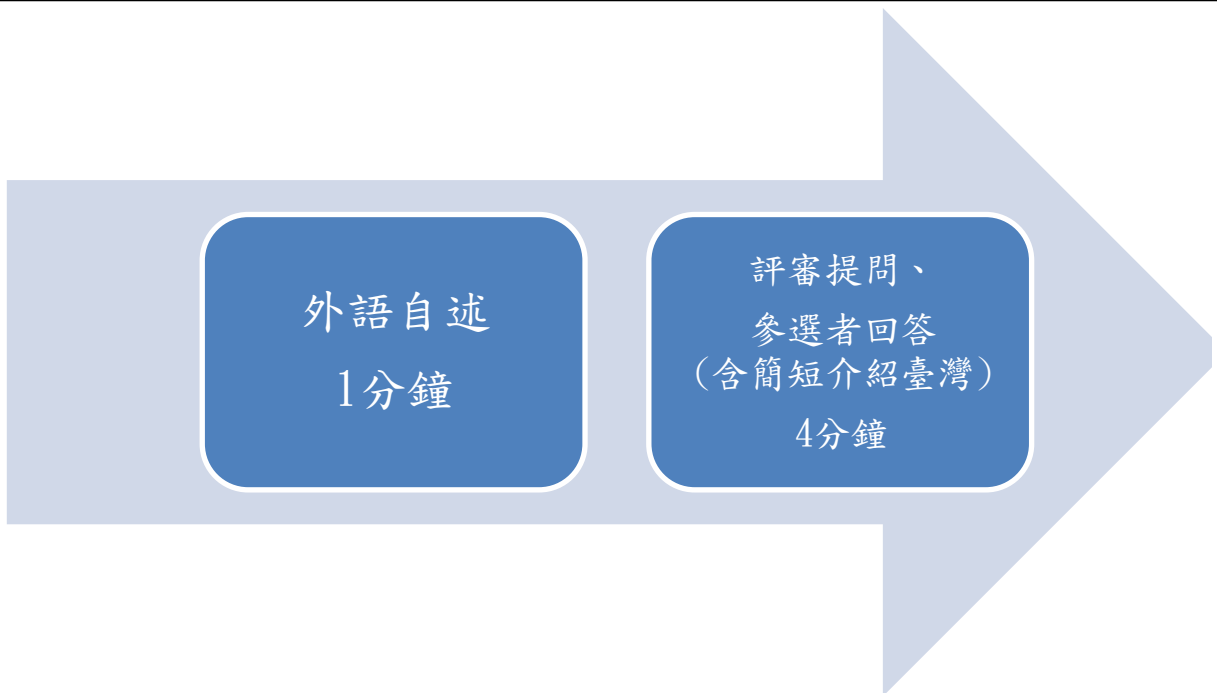 外語自述
1分鐘
評審提問、
參選者回答
(含簡短介紹臺灣)
4分鐘